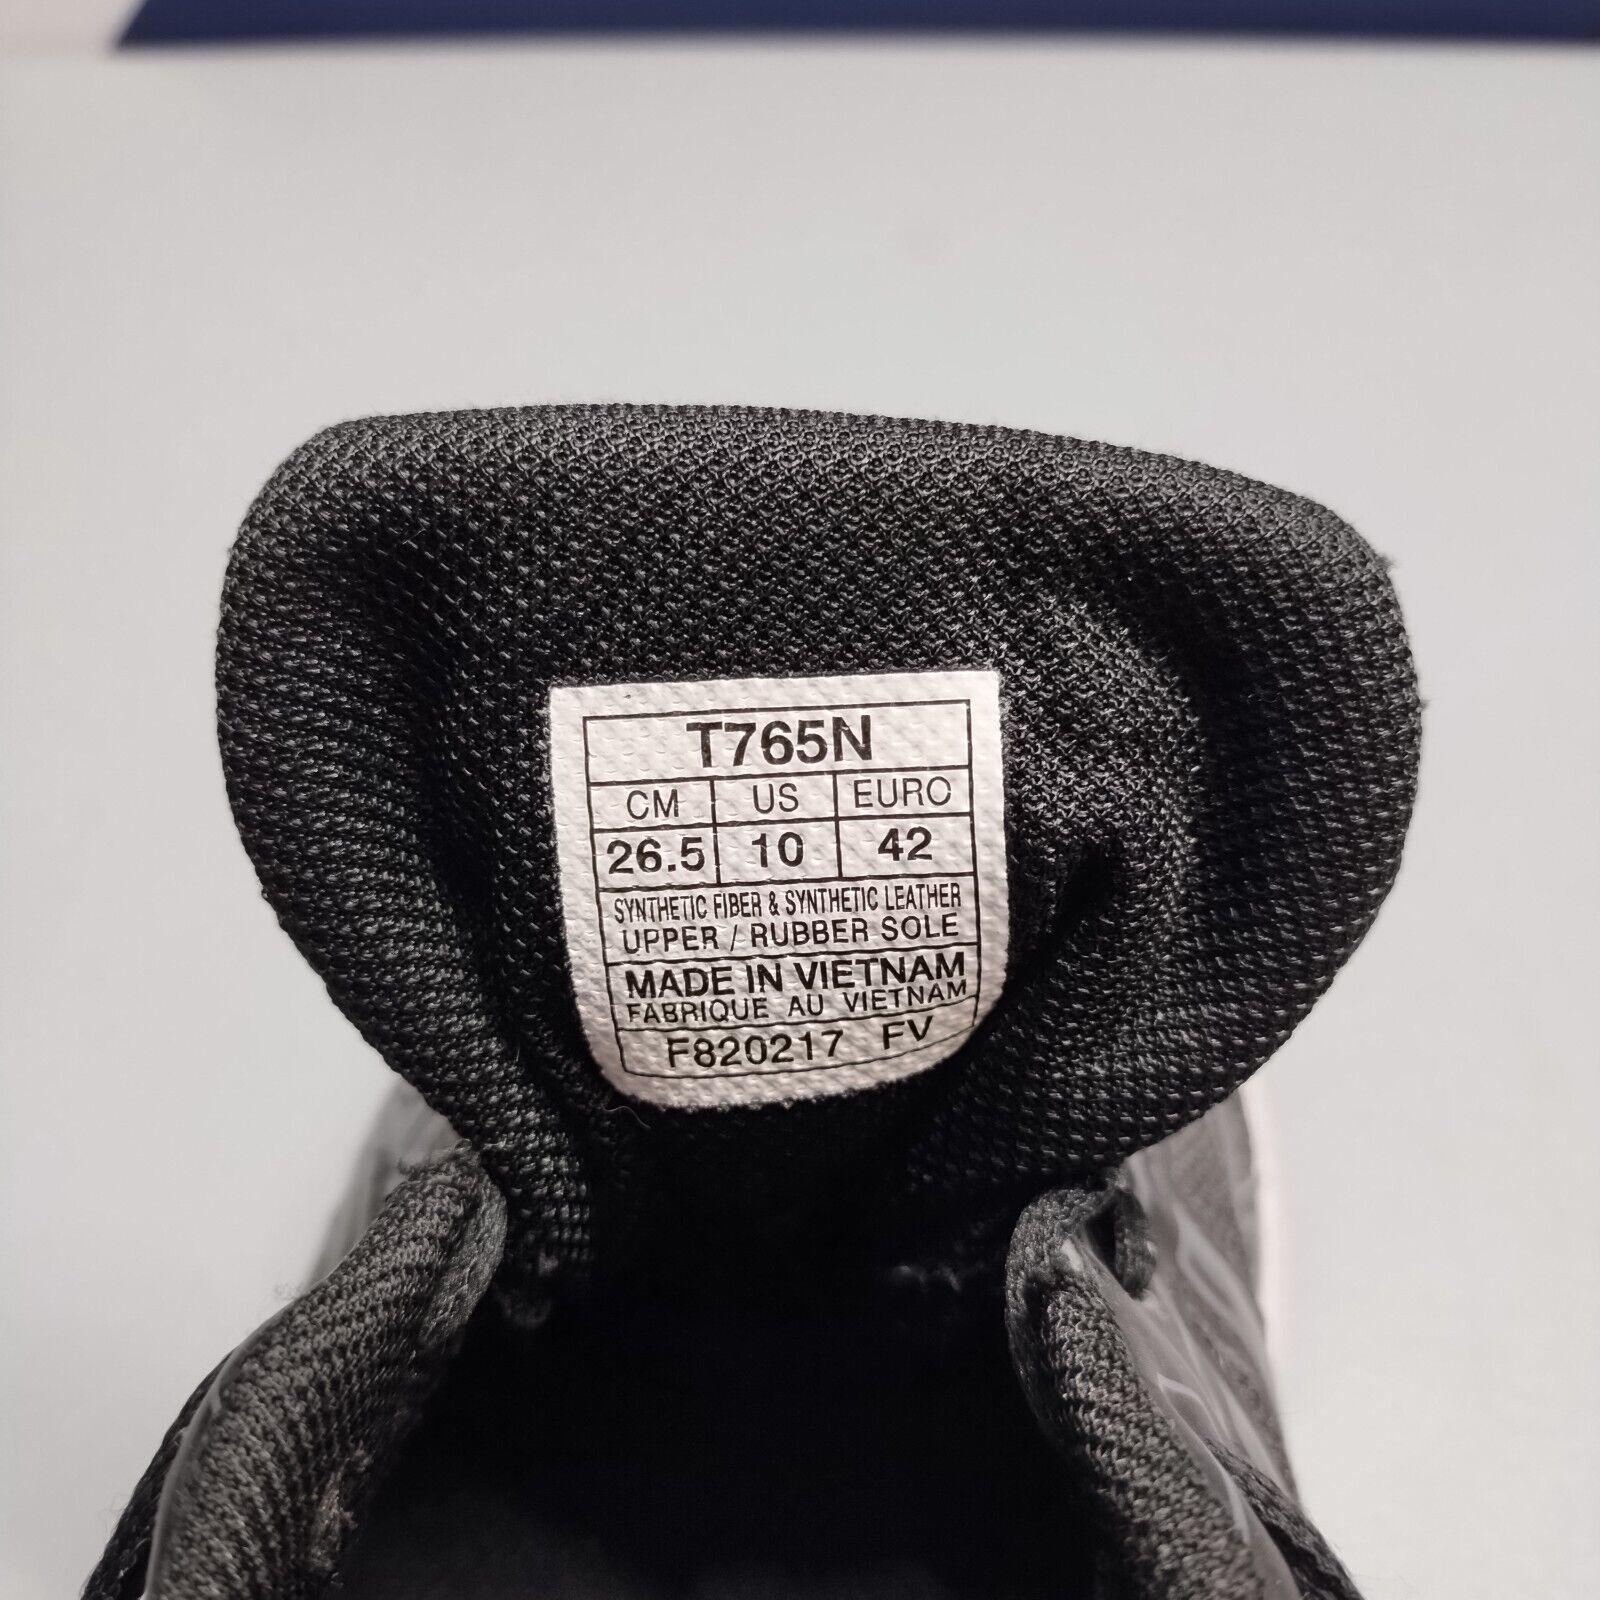 T765N
CM US EURO
26.5 10 42
SYNTHETIC FIBER & SYNTHETIC LEATHER
UPPER / RUBBER SOLE
MADE IN VIETNAM
FABRIQUE AU VIETNAM
F820217 FV